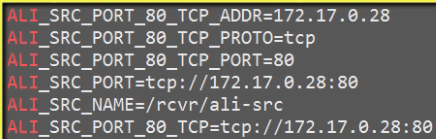 ALI_SRC_PORT_80_TCP_ADDR=172.17.0.28
ALI_SRC_PORT_80_TCP_PROTO=tcp
ALI_SRC_PORT_80_TCP_PORT=80
ALI_SRC_PORT=tcp://172.17.0.28:80
ALI_SRC_NAME=/rcvr/ali-src
ALI_SRC_PORT_80_TCP=tcp://172.17.0.28:80